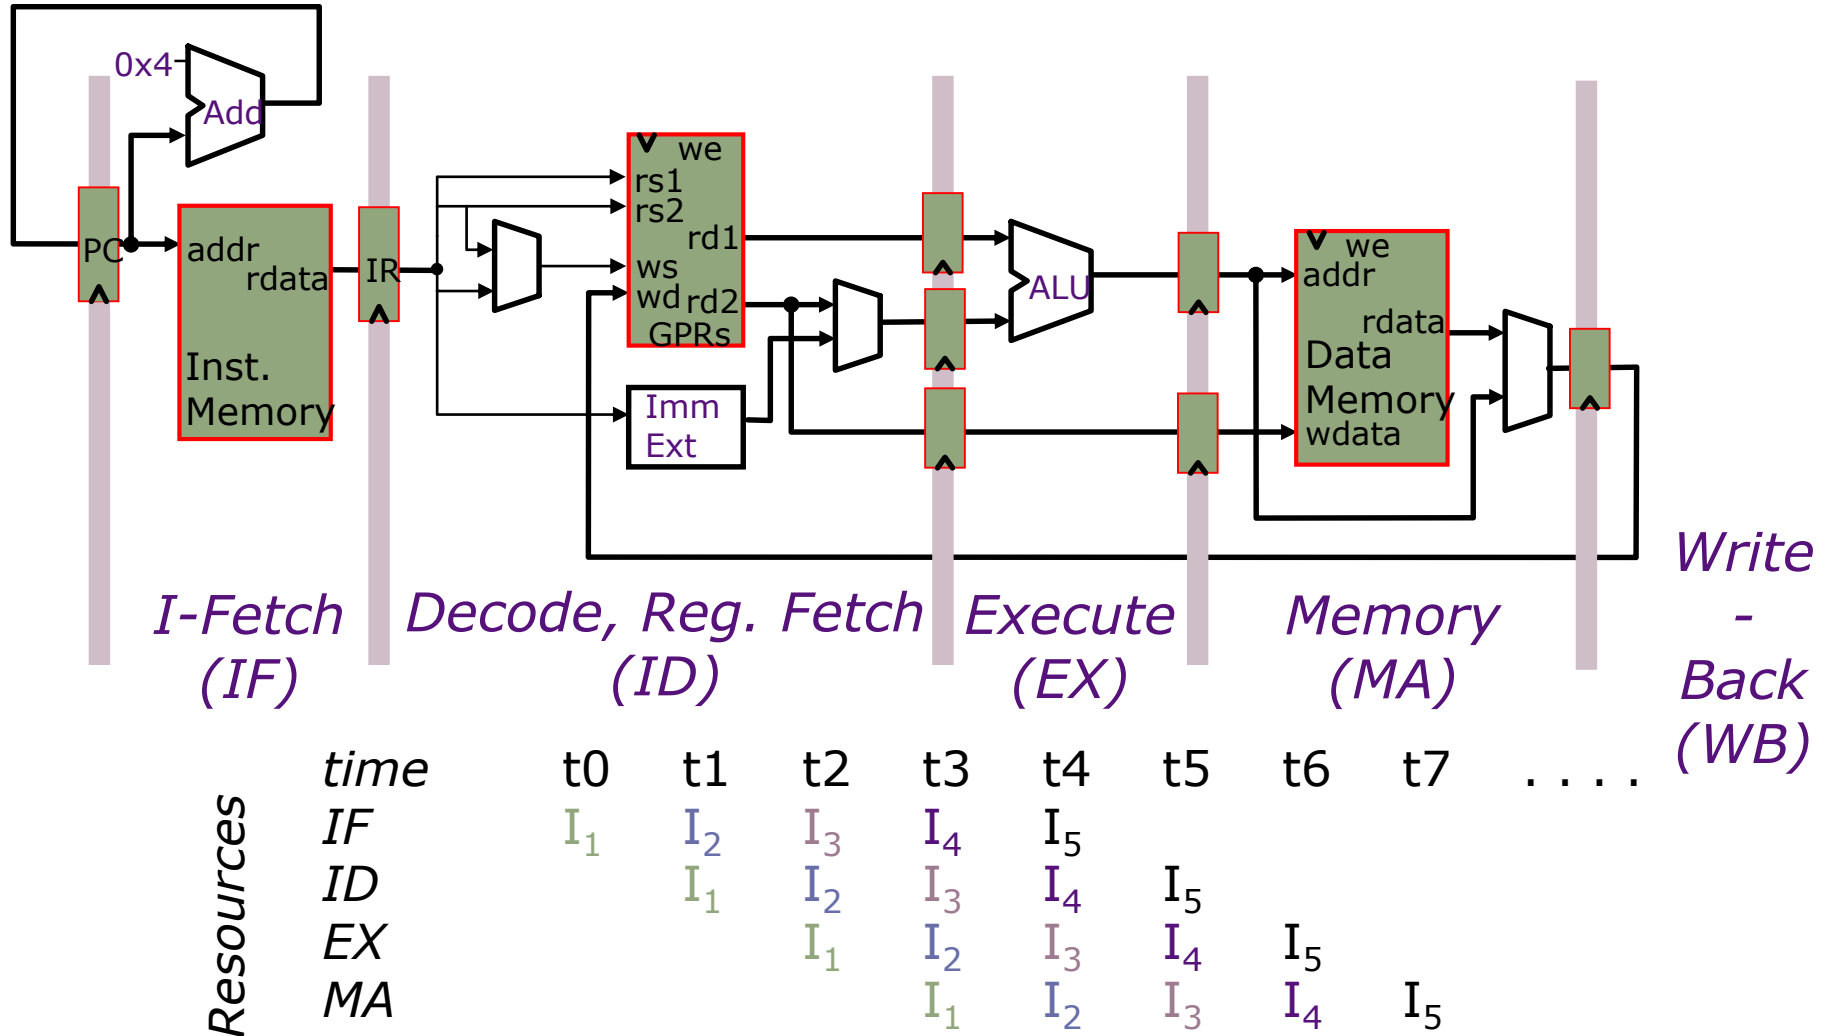 0x4
Add
PC
addr
rdata
Inst.
Memory
IR
we
rs1
rs2
rd1
ws
wd rd2
GPRs
Imm
Ext
ALU
we
addr
rdata
Data
Memory
wdata
I-Fetch
(IF)
Decode, Reg. Fetch
(ID)
Execute
(EX)
Memory
(MA)
Write
-
Back
(WB)
time t0 t1 t2 t3 t4 t5 t6 t7 . . . .
Resources
IF I1 I2 I3 I4 I5
ID I1 I2 I3 I4 I5
EX I1 I2 I3 I4 I5
MA I1 I2 I3 I4 I5